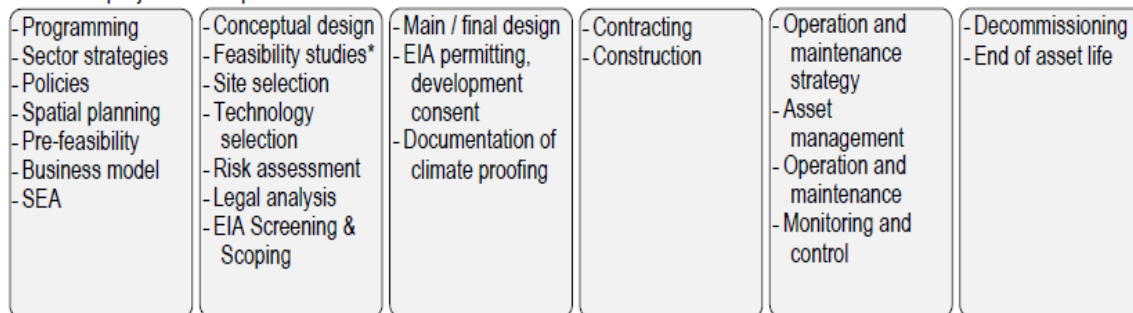 - Programming
- Sector strategies
- Policies
- Spatial planning
- Pre-feasibility
- Business model
- SEA
- Conceptual design
- Feasibility studies*
- Site selection
- Technology
selection
- Risk assessment
- Legal analysis
- EIA Screening &
Scoping
- Main / final design
- EIA permitting,
development
consent
- Documentation of
climate proofing
- Contracting
- Construction
- Operation and
maintenance
strategy
- Asset
management
- Operation and
maintenance
- Monitoring and
control
- Decommissioning
- End of asset life